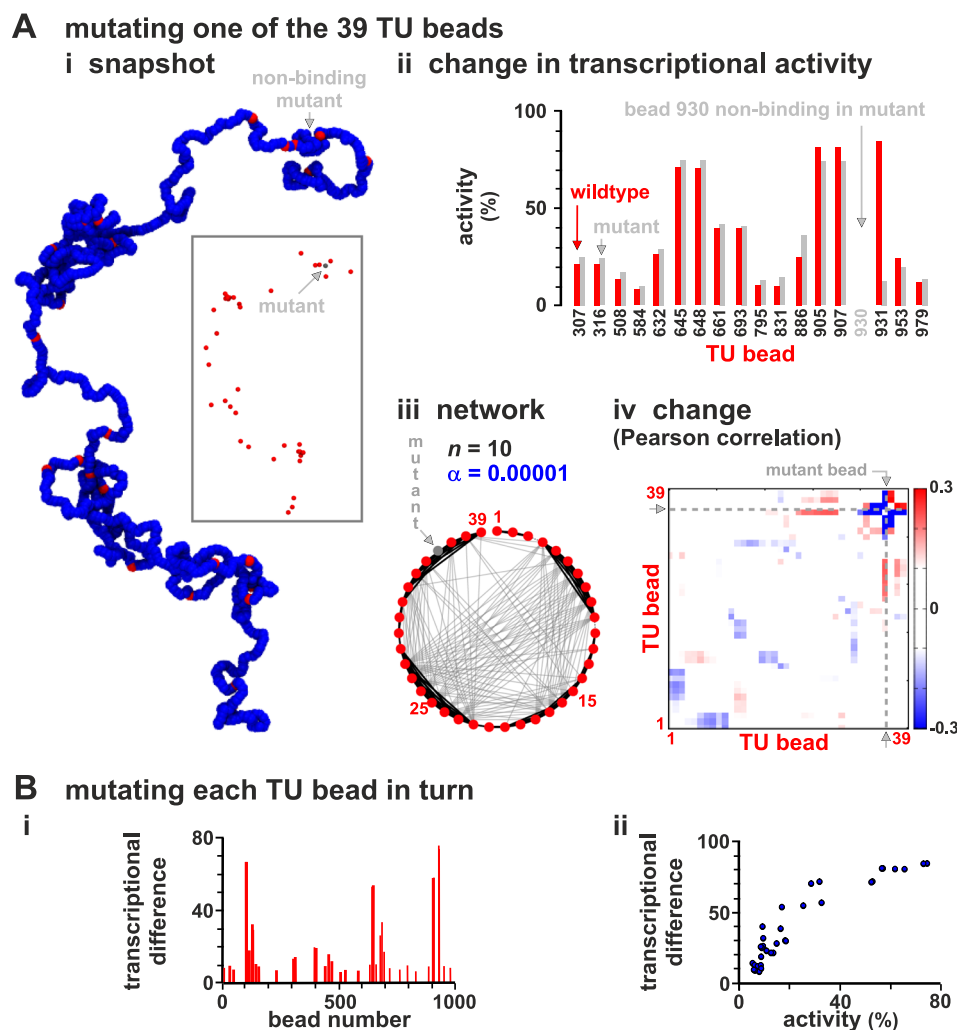 A mutating one of the 39 TU beads
i snapshot
non-binding
mutant
mutant
ii change in transcriptional activity
bead 930 non-binding in mutant
100
50
0
activity
(%)
wildtype
mutant
307 316 508 584 632 645 648 661 693 795 831 886 905 907 930 931 953 979
TU bead
iii network
n = 10
α = 0.00001
mutant
39 1
15
25
iv change
(Pearson correlation)
mutant bead
39
TU bead
1
1 TU bead 39
0.3
0
-0.3
B mutating each TU bead in turn
i
transcriptional
difference
80
40
0
0 500 1000
bead number
ii
transcriptional
difference
100
50
0
0 40 80
activity (%)